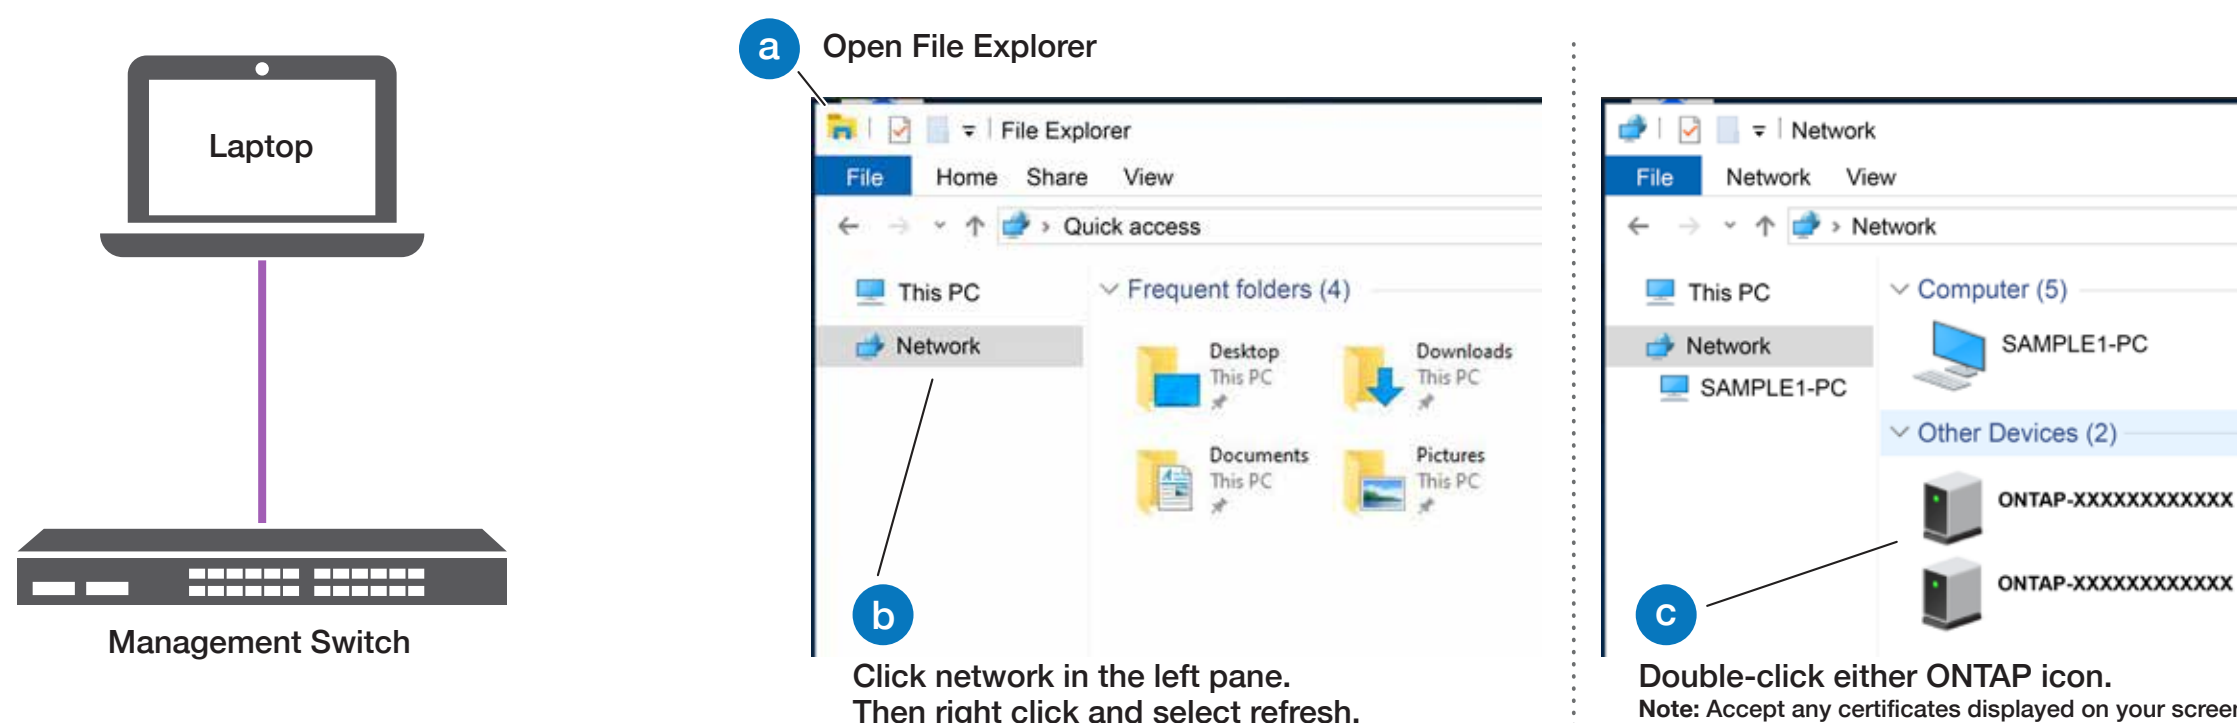 Laptop
Management Switch
a
Open File Explorer
File Explorer
File Home Share View
Quick access
This PC
Network
Frequent folders (4)
Desktop
This PC
Downloads
This PC
Documents
This PC
Pictures
This PC
b
Click network in the left pane.
Then right click and select refresh.
Network
File Network View
Network
This PC
Network
SAMPLE1-PC
Computer (5)
SAMPLE1-PC
Other Devices (2)
ONTAP-XXXXXXXXXXXX
ONTAP-XXXXXXXXXXXX
c
Double-click either ONTAP icon.
Note: Accept any certificates displayed on your screen